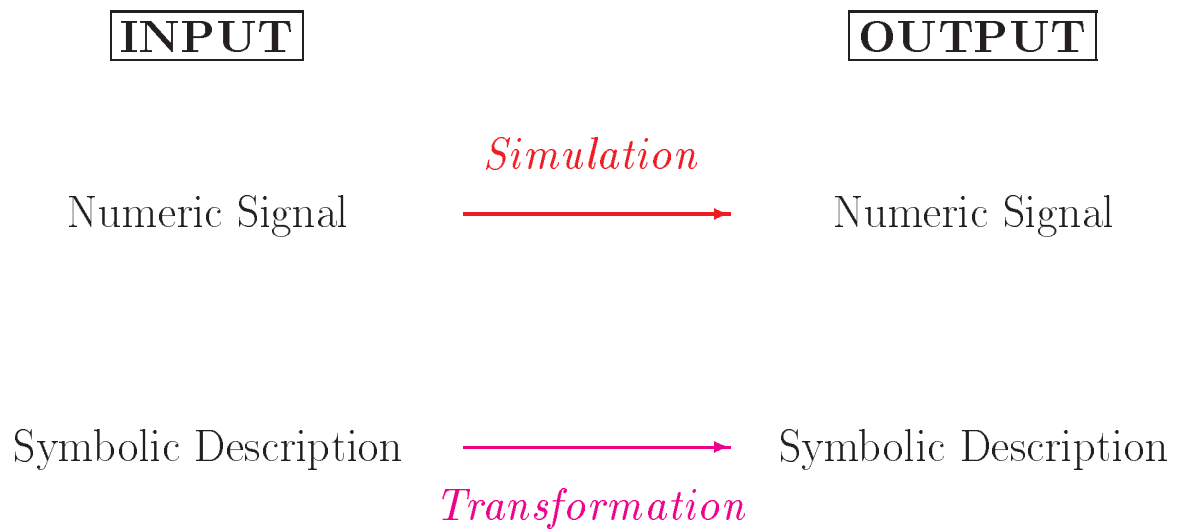 INPUT OUTPUT
Simulation
Numeric Signal Numeric Signal
Symbolic Description Symbolic Description
Transformation